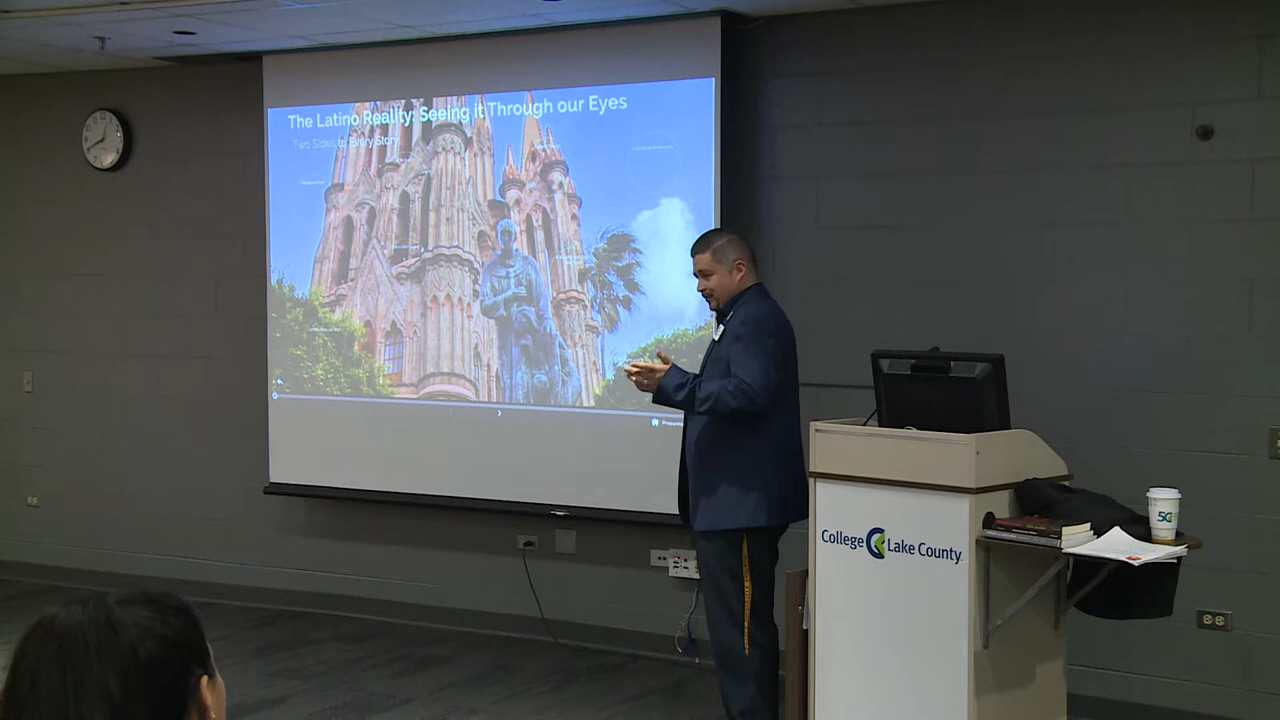 The Latino Reality: Seeing it Through our Eyes
Two Sides to Every Story
College Lake County
50